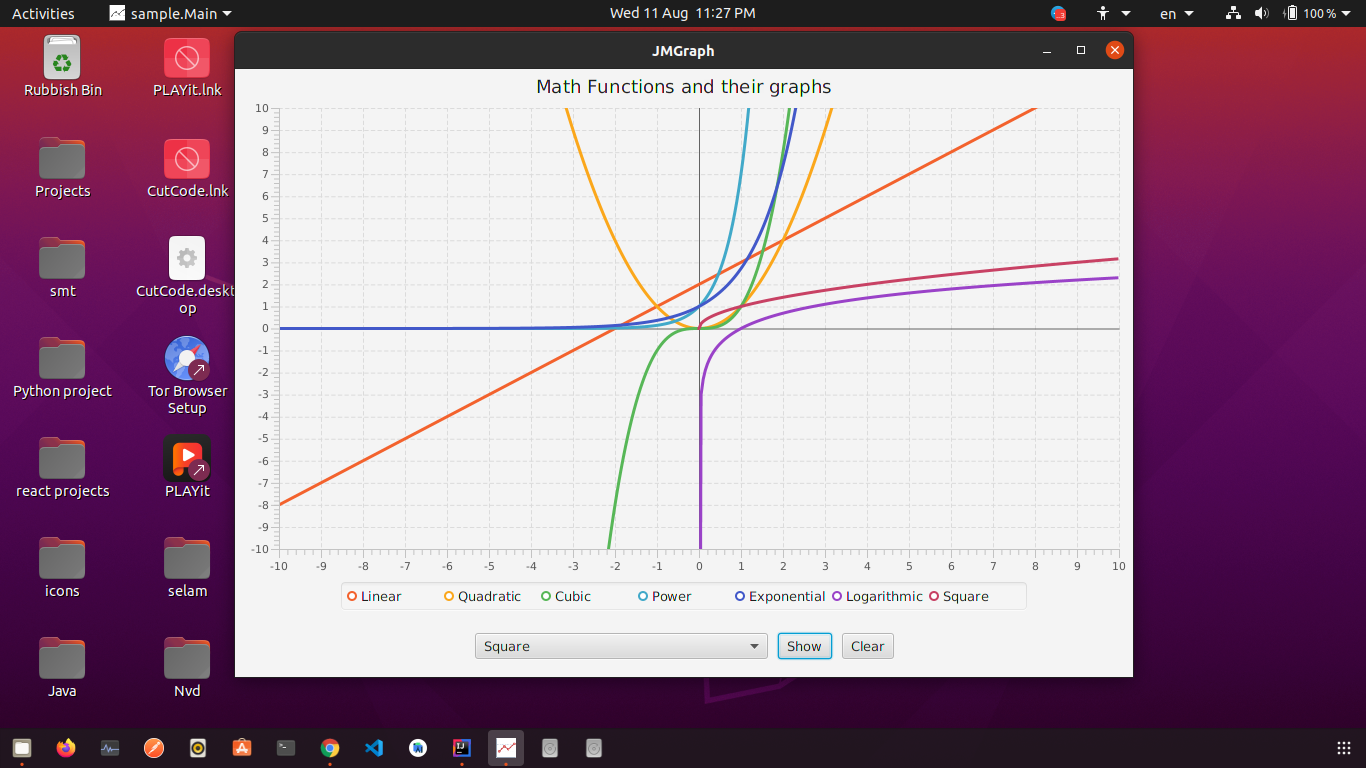 Activities
sample.Main
Wed 11 Aug 11:27 PM
en
100 %
Rubbish Bin
PLAYit.lnk
Projects
CutCode.lnk
smt
CutCode.deskt
op
Python project
Tor Browser
Setup
react projects
PLAYit
icons
selam
Java
Nvd
JMGraph
Math Functions and their graphs
10
9
8
7
6
5
4
3
2
1
0
-1
-2
-3
-4
-5
-6
-7
-8
-9
-10
-10 -9 -8 -7 -6 -5 -4 -3 -2 -1 0 1 2 3 4 5 6 7 8 9 10
Linear Quadratic Cubic Power Exponential Logarithmic Square
Square Show Clear